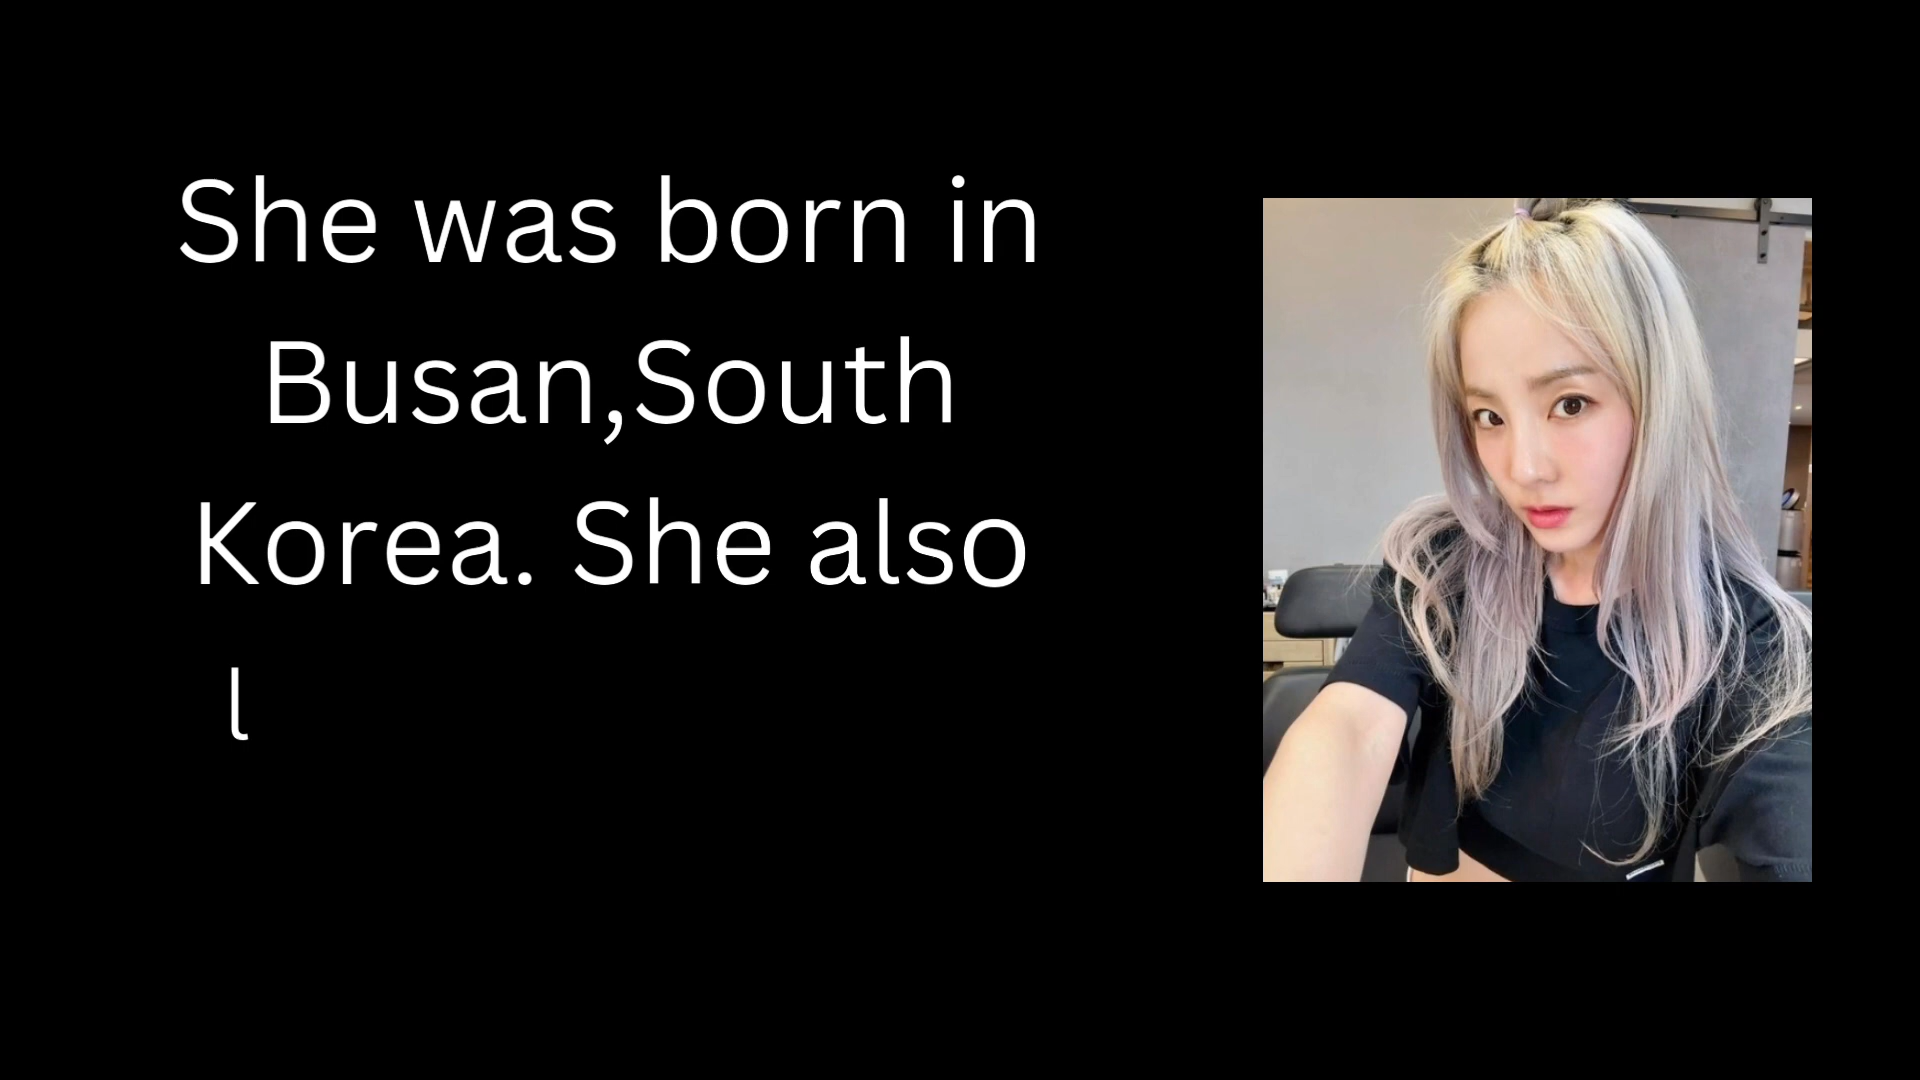 She was born in
Busan,South
Korea. She also
l